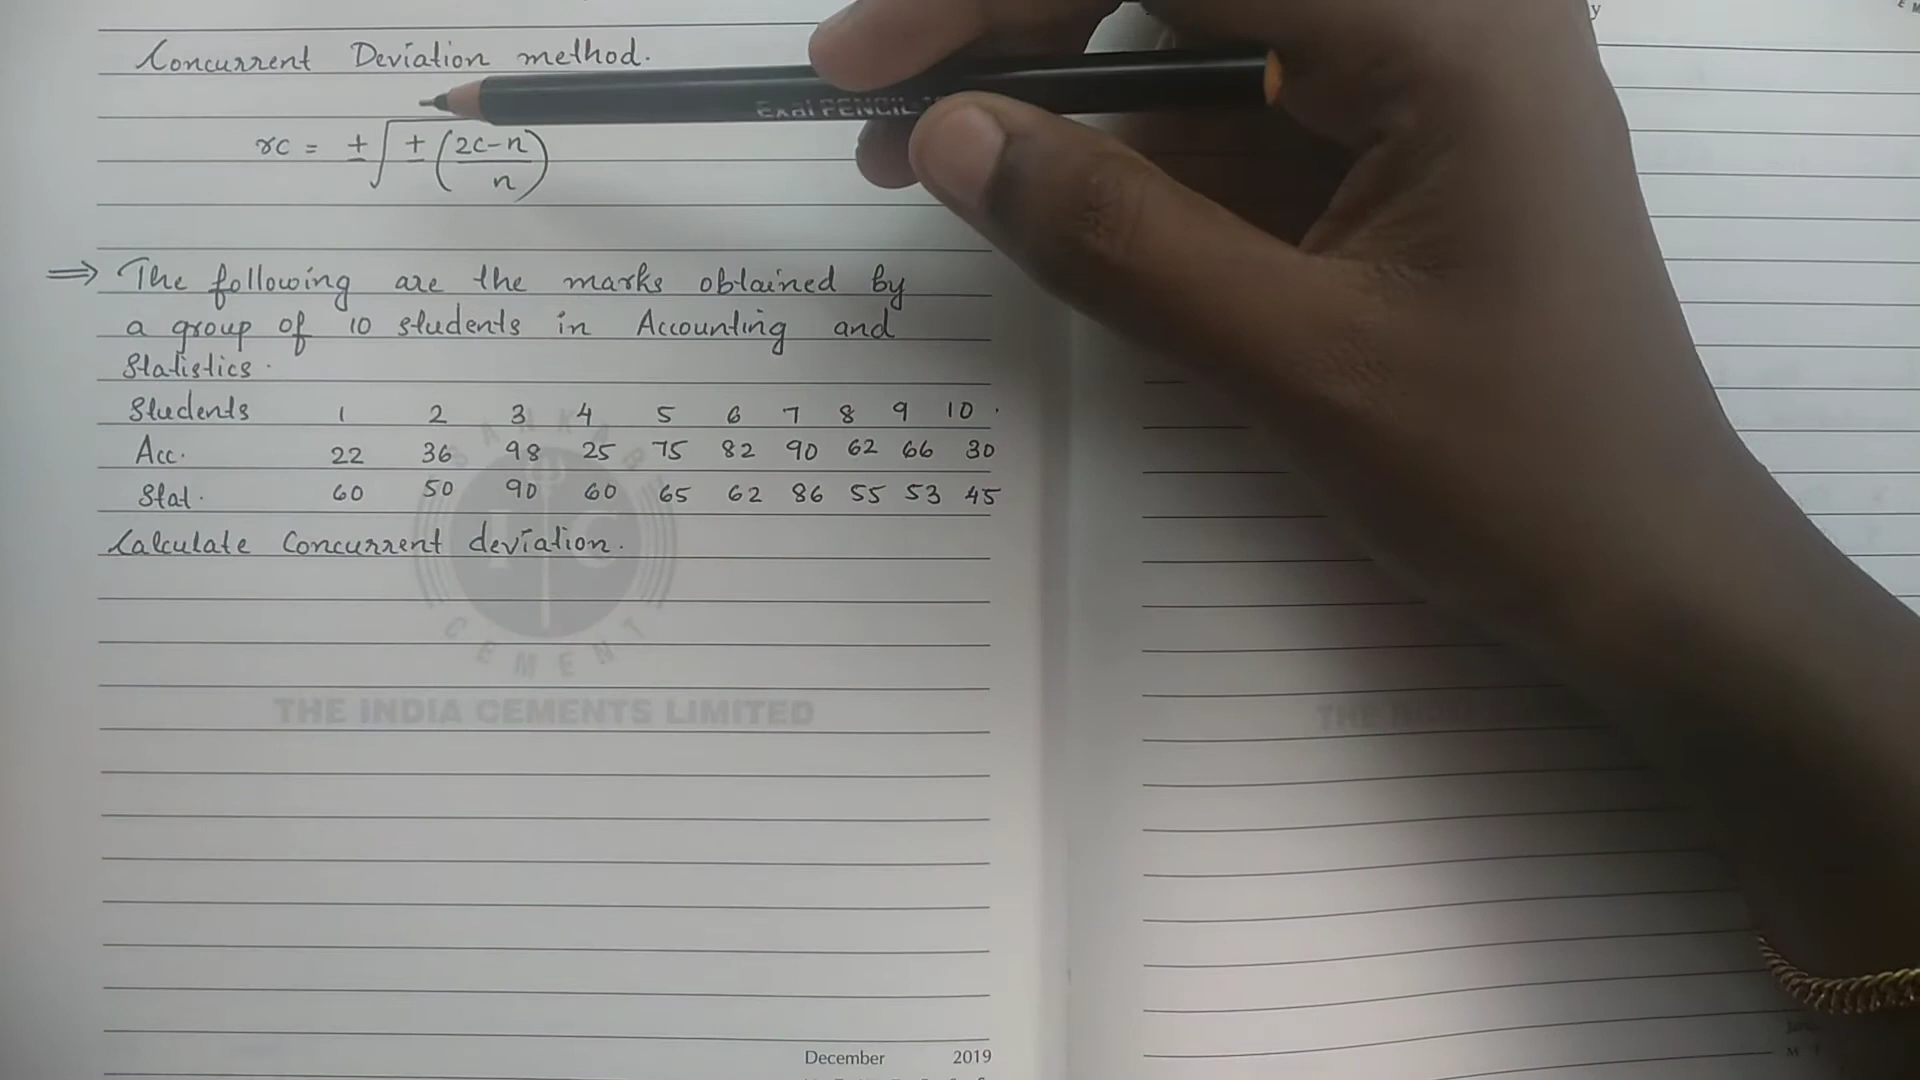 Concurrent Deviation method.
rc = ± √ ± (2c-n / n)
⇒ The following are the marks obtained by
a group of 10 students in Accounting and
Statistics.
Students 1 2 3 4 5 6 7 8 9 10.
Acc. 22 36 98 25 75 82 90 62 66 30
Stat. 60 50 90 60 65 62 86 55 53 45
Calculate Concurrent deviation.
SANKAR
I C
CEMENT
THE INDIA CEMENTS LIMITED
December 2019